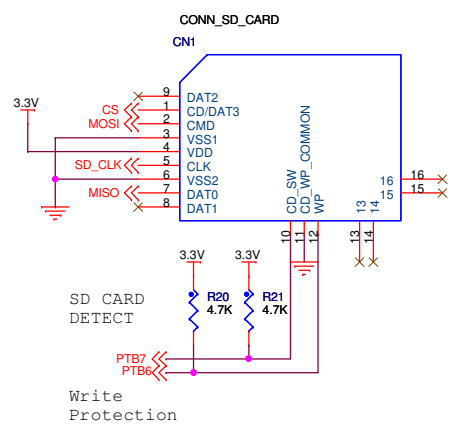 CONN_SD_CARD
CN1
9 DAT2
3.3V
CS 1 CD/DAT3
MOSI 2 CMD
3 VSS1
4 VDD
SD_CLK 5 CLK
6 VSS2
MISO 7 DAT0
8 DAT1
16 16
15 15
CD_SW
CD_WP_COMMON
WP
13
14
10
11
12
13
14
3.3V
3.3V
SD CARD
DETECT
R20
4.7K
R21
4.7K
PTB7
PTB6
Write
Protection